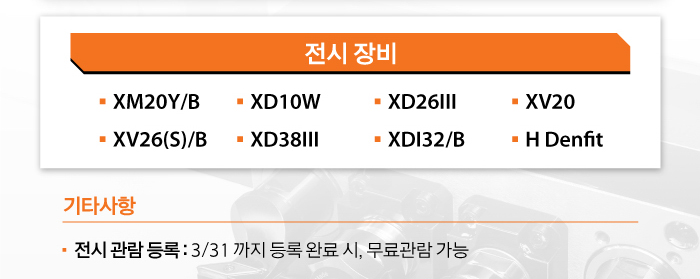 전시 장비
▪ XM20Y/B ▪ XD10W ▪ XD26III ▪ XV20
▪ XV26(S)/B ▪ XD38III ▪ XDI32/B ▪ H Denfit
기타사항
▪ 전시 관람 등록 : 3/31 까지 등록 완료 시, 무료관람 가능